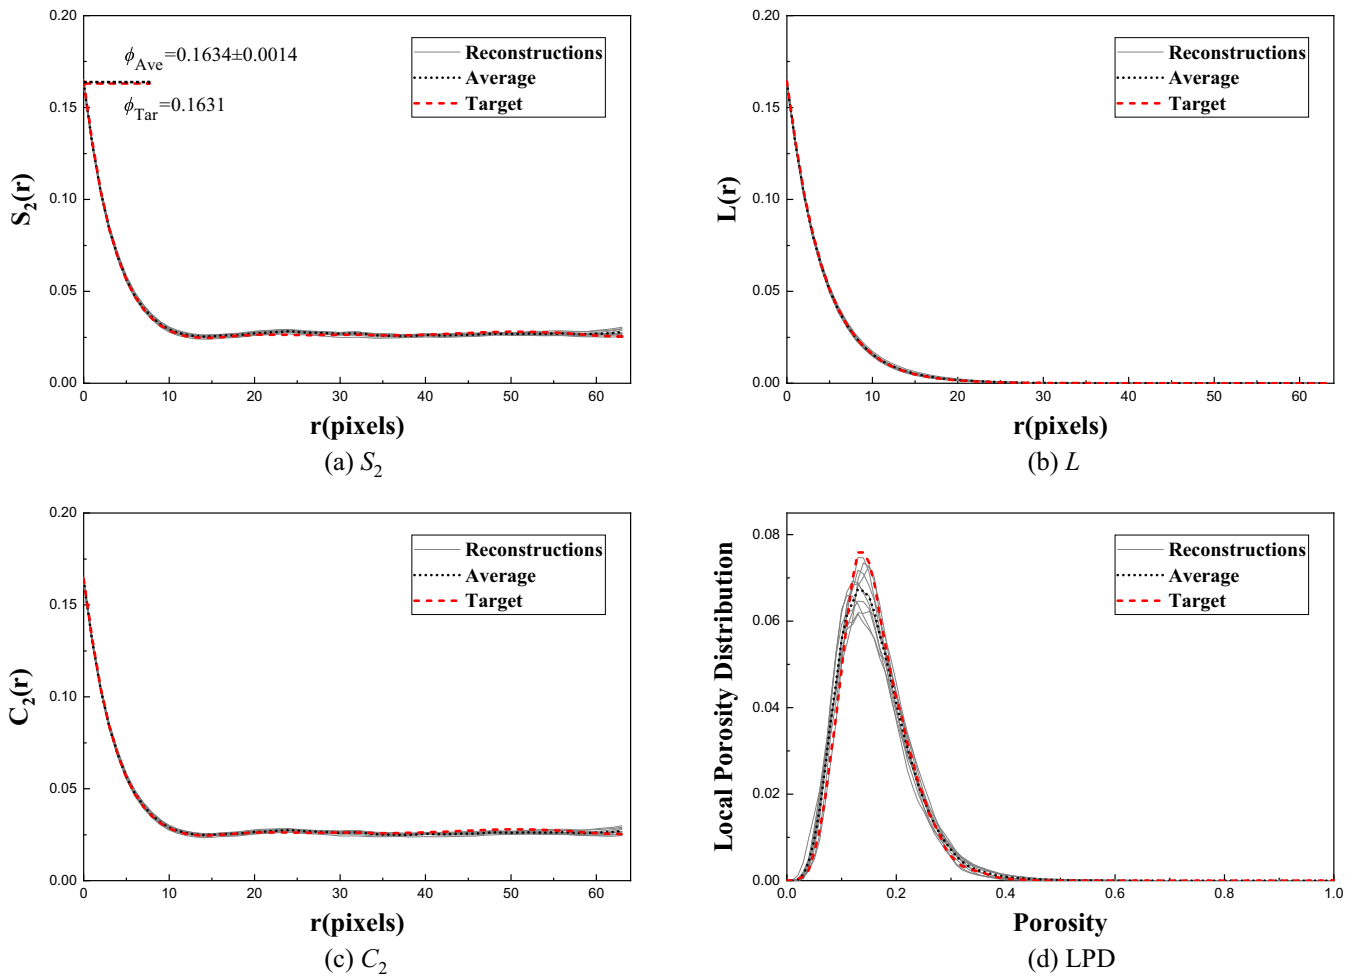 0.20
0.15
0.10
0.05
0.00
S2(r)
ϕAve=0.1634±0.0014
ϕTar=0.1631
Reconstructions
Average
Target
0 10 20 30 40 50 60
r(pixels)
(a) S2
0.20
0.15
0.10
0.05
0.00
L(r)
Reconstructions
Average
Target
0 10 20 30 40 50 60
r(pixels)
(b) L
0.20
0.15
0.10
0.05
0.00
C2(r)
Reconstructions
Average
Target
0 10 20 30 40 50 60
r(pixels)
(c) C2
0.08
0.06
0.04
0.02
0.00
Local Porosity Distribution
Reconstructions
Average
Target
0.0 0.2 0.4 0.6 0.8 1.0
Porosity
(d) LPD